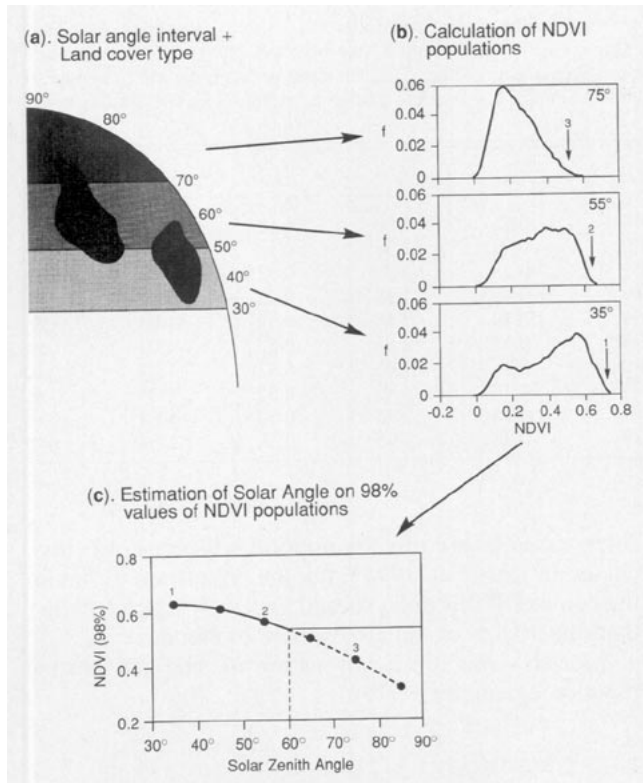 (a). Solar angle interval +
Land cover type
90°
80°
70°
60°
50°
40°
30°
(b). Calculation of NDVI
populations
0.06
0.04
f
0.02
0
75°
3
0.06
0.04
f
0.02
0
55°
2
0.06
0.04
f
0.02
0
35°
1
-0.2 0 0.2 0.4 0.6 0.8
NDVI
(c). Estimation of Solar Angle on 98%
values of NDVI populations
0.8
0.6
0.4
0.2
NDVI (98%)
1
2
3
30° 40° 50° 60° 70° 80° 90°
Solar Zenith Angle